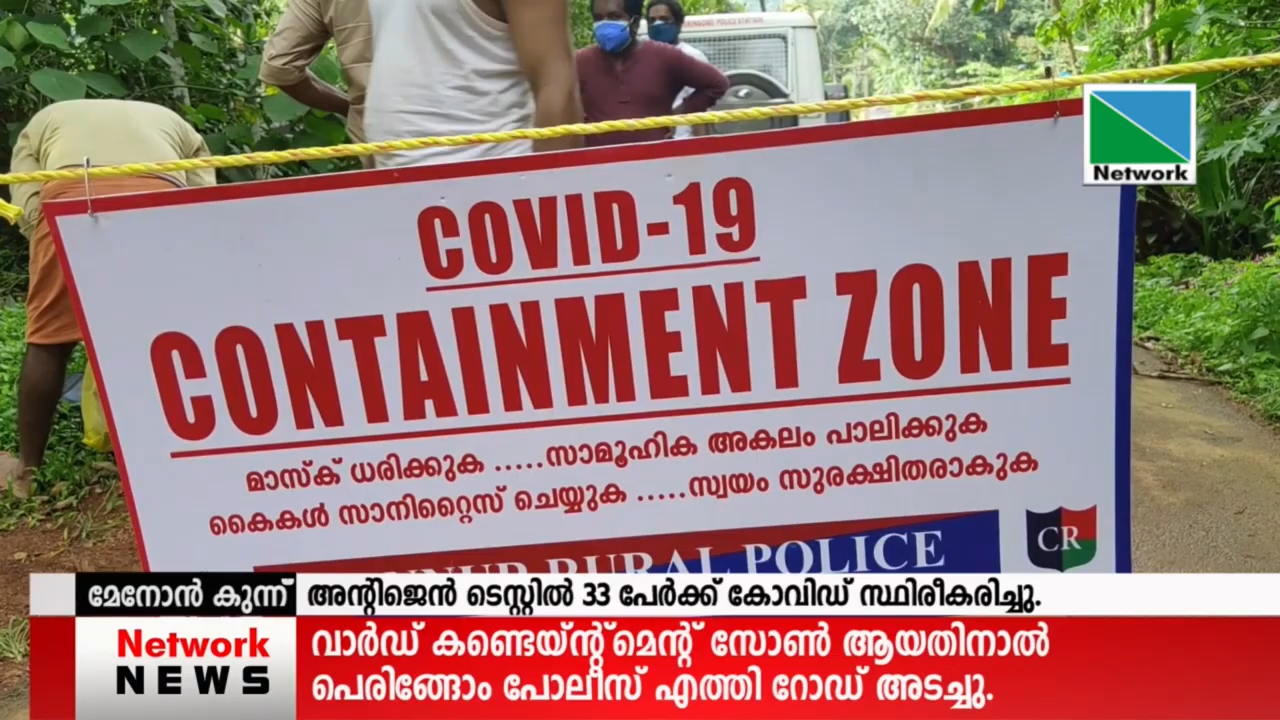 Network
COVID-19
CONTAINMENT ZONE
മാസ്ക് ധരിക്കുക .....സാമൂഹിക അകലം പാലിക്കുക
കൈകൾ സാനിറ്റൈസ് ചെയ്യുക .....സ്വയം സുരക്ഷിതരാകുക
RURAL POLICE
CR
മേനോൻ കുന്ന്
അന്റിജെൻ ടെസ്റ്റിൽ 33 പേർക്ക് കോവിഡ് സ്ഥിരീകരിച്ചു.
Network
NEWS
വാർഡ് കണ്ടെയ്ന്റ്മെന്റ് സോൺ ആയതിനാൽ
പെരിങ്ങോം പോലീസ് എത്തി റോഡ് അടച്ചു.